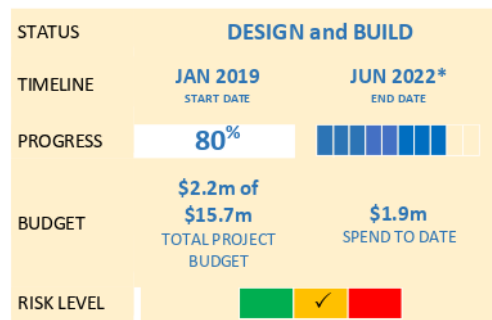 STATUS DESIGN and BUILD
TIMELINE JAN 2019 JUN 2022*
START DATE END DATE
PROGRESS 80%
$2.2m of
$15.7m
BUDGET $1.9m
TOTAL PROJECT SPEND TO DATE
BUDGET
RISK LEVEL ✓